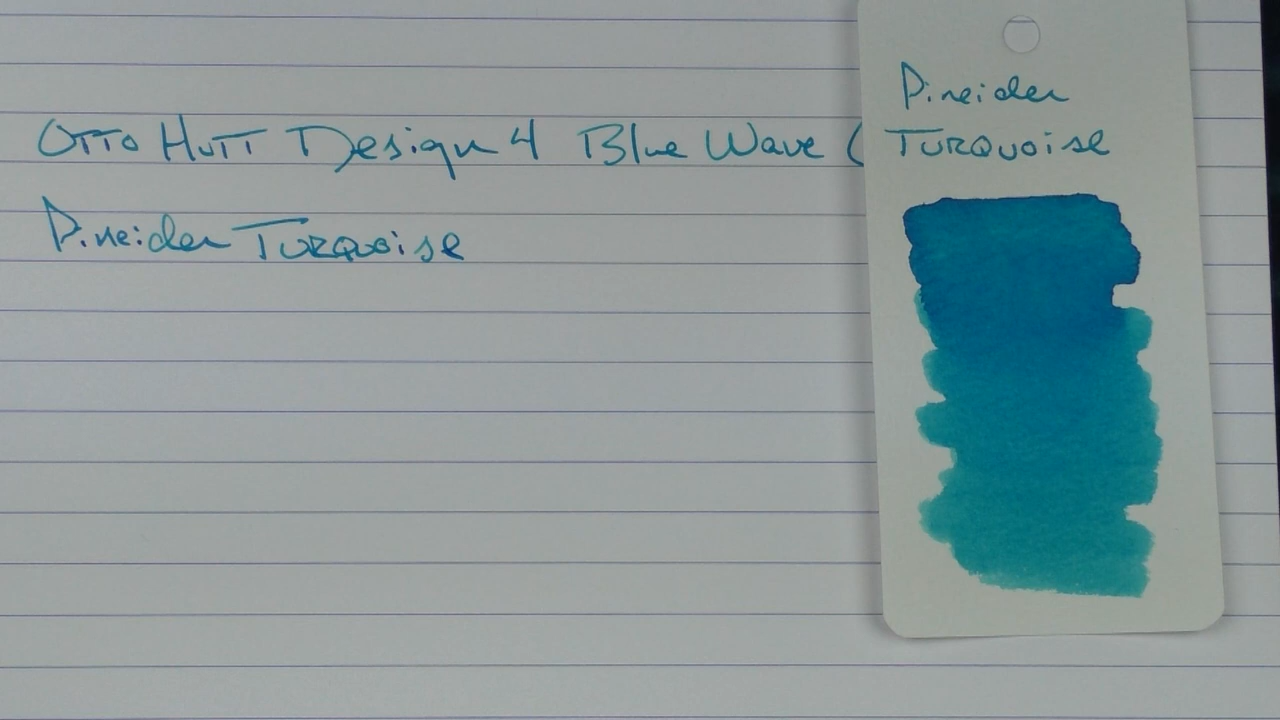 Otto Hutt Design 4 Blue Wave (
Pineider Turquoise
Pineider
Turquoise